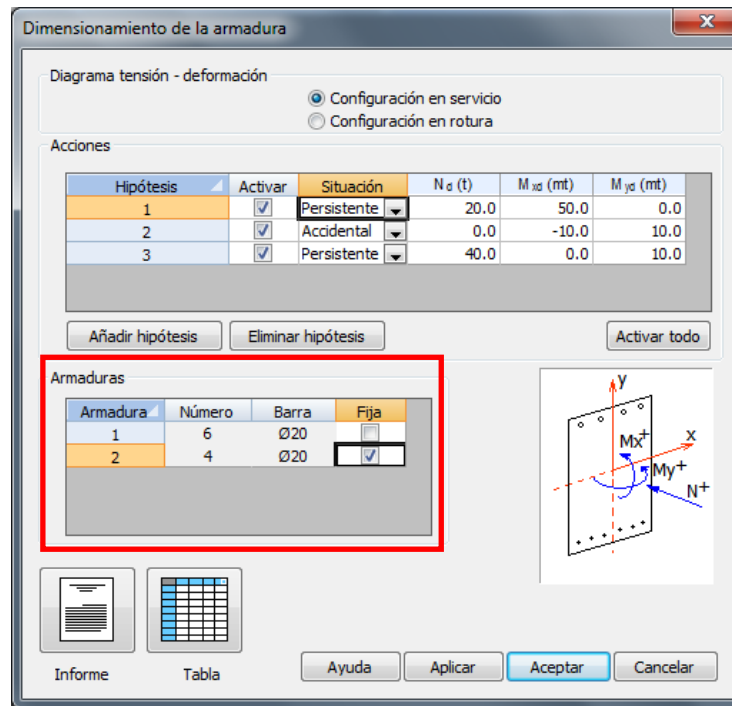 Dimensionamiento de la armadura
Diagrama tensión - deformación
Configuración en servicio
Configuración en rotura
Acciones
Hipótesis Activar Situación N d (t) M xd (mt) M yd (mt)
1 Persistente 20.0 50.0 0.0
2 Accidental 0.0 -10.0 10.0
3 Persistente 40.0 0.0 10.0
Añadir hipótesis Eliminar hipótesis Activar todo
Armaduras
Armadura Número Barra Fija
1 6 Ø20
2 4 Ø20
y
x
Mx+
My+
N+
Informe Tabla Ayuda Aplicar Aceptar Cancelar